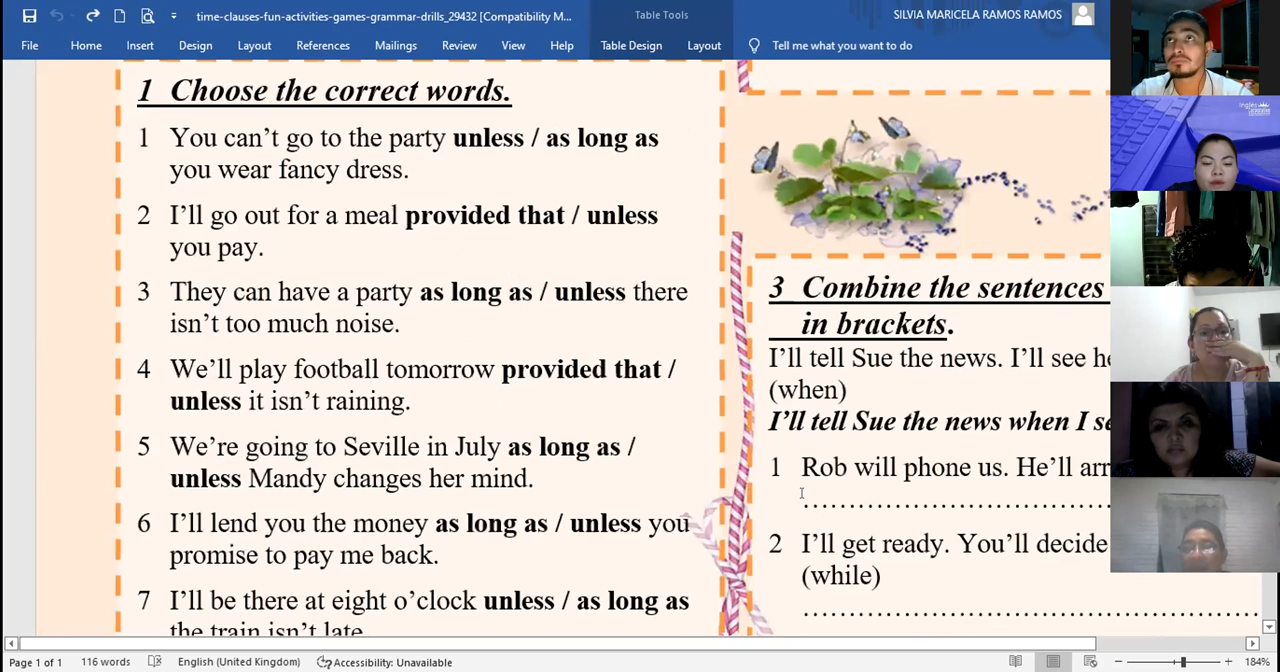 time-clauses-fun-activities-games-grammar-drills_29432 [Compatibility M...
Table Tools
SILVIA MARICELA RAMOS RAMOS
File Home Insert Design Layout References Mailings Review View Help Table Design Layout Tell me what you want to do
1 Choose the correct words.
1 You can't go to the party unless / as long as
you wear fancy dress.
2 I'll go out for a meal provided that / unless
you pay.
3 They can have a party as long as / unless there
isn't too much noise.
4 We'll play football tomorrow provided that /
unless it isn't raining.
5 We're going to Seville in July as long as /
unless Mandy changes her mind.
6 I'll lend you the money as long as / unless you
promise to pay me back.
7 I'll be there at eight o'clock unless / as long as
the train isn't late
3 Combine the sentences
in brackets.
I'll tell Sue the news. I'll see he
(when)
I'll tell Sue the news when I se
1 Rob will phone us. He'll arr
........................................
2 I'll get ready. You'll decide
(while)
............................................................
Ingles
Page 1 of 1 116 words English (United Kingdom) Accessibility: Unavailable 184%